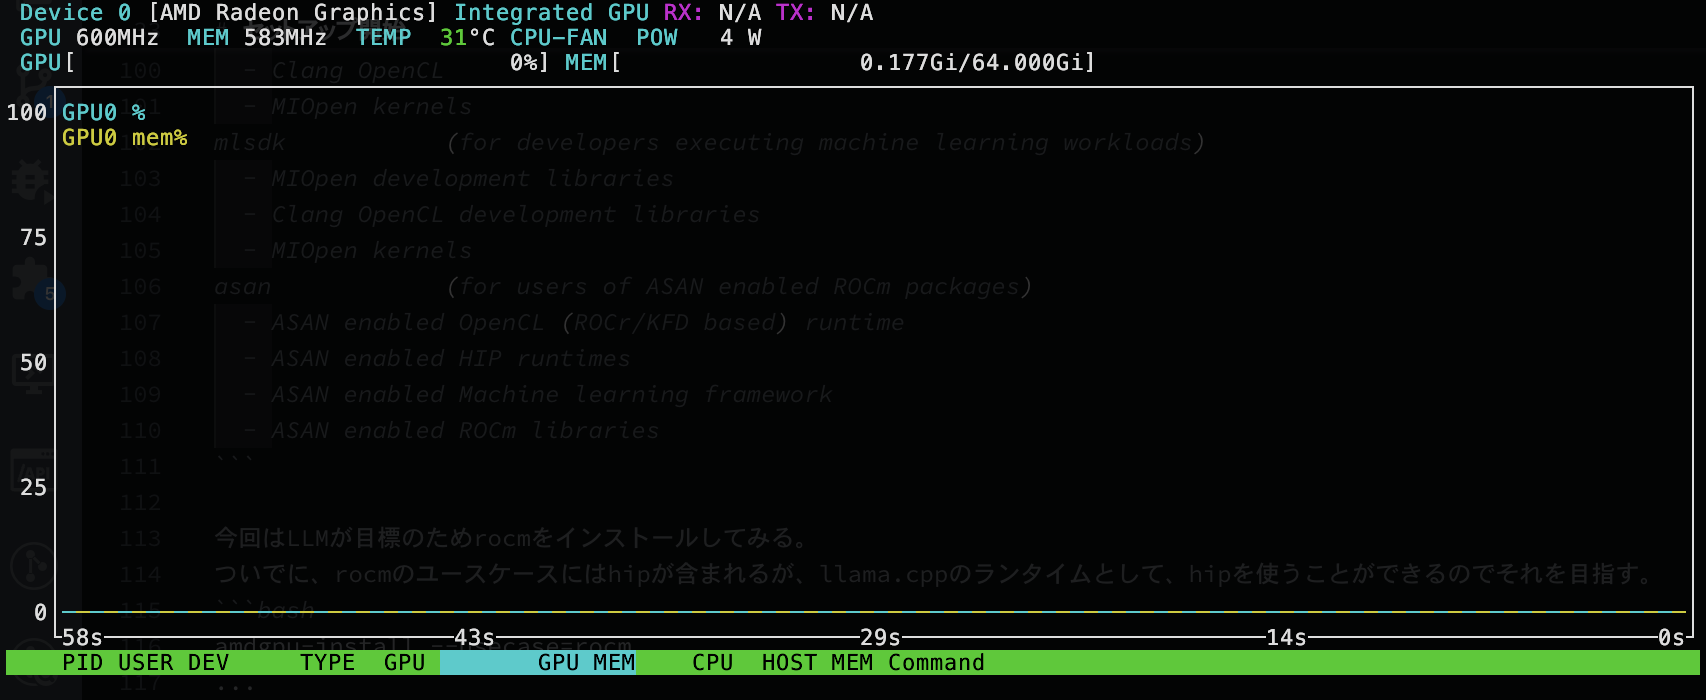 Device 0 [AMD Radeon Graphics] Integrated GPU RX: N/A TX: N/A
セットアップ開始
GPU 600MHz MEM 583MHz TEMP 31°C CPU-FAN POW 4 W
GPU[ 0%] MEM[ 0.177Gi/64.000Gi]
100 - Clang OpenCL
100 GPU0 %
- MIOpen kernels
GPU0 mem%
mlsdk (for developers executing machine learning workloads)
103 - MIOpen development libraries
104 - Clang OpenCL development libraries
75
105 - MIOpen kernels
106 asan (for users of ASAN enabled ROCm packages)
5
107 - ASAN enabled OpenCL (ROCr/KFD based) runtime
50
108 - ASAN enabled HIP runtimes
109 - ASAN enabled Machine learning framework
110 - ASAN enabled ROCm libraries
111 ```
25
112
113 今回はLLMが目標のためrocmをインストールしてみる。
114 ついでに、rocmのユースケースにはhipが含まれるが、llama.cppのランタイムとして、hipを使うことができるのでそれを目指す。
0
115 ```bash
58s 43s 29s 14s 0s
116 amdgpu-install --usecase=rocm
PID USER DEV TYPE GPU GPU MEM CPU HOST MEM Command
117 ...